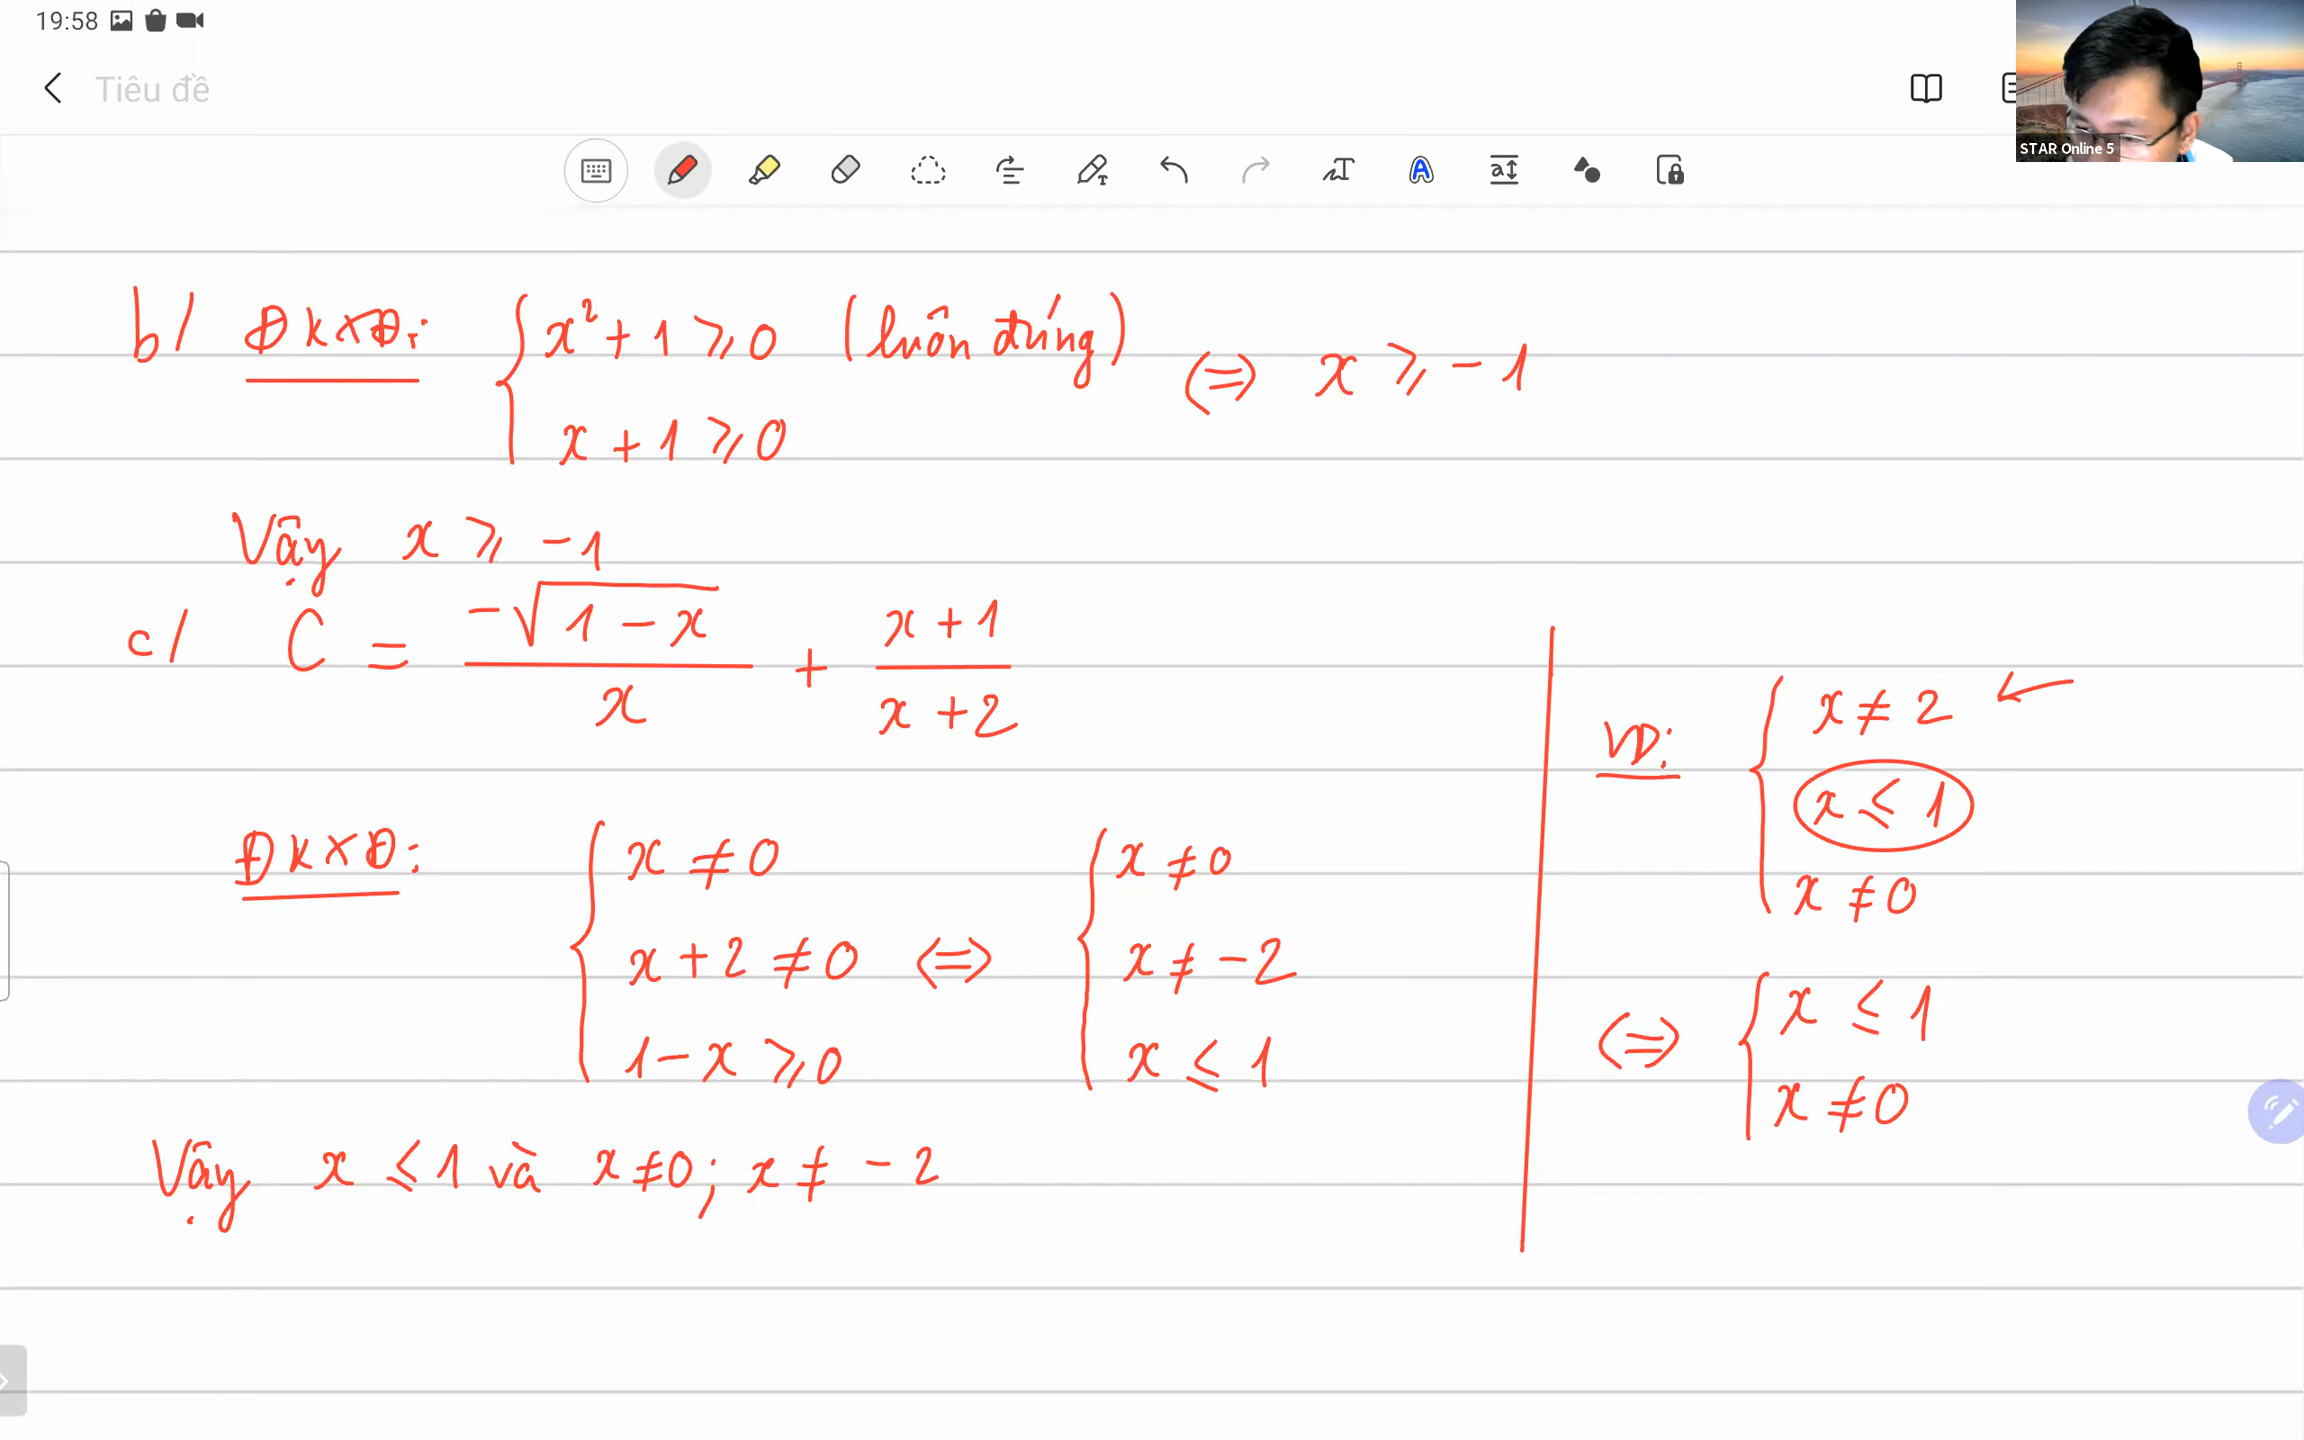 19:58
Tiêu đề
STAR Online 5
b/ ĐKXĐ: { x² + 1 ⩾ 0 (luôn đúng)
x + 1 ⩾ 0
⇔ x ⩾ -1
Vậy x ⩾ -1
c/ C = -√(1 - x) / x + (x + 1) / (x + 2)
ĐKXĐ: { x ≠ 0
x + 2 ≠ 0
1 - x ⩾ 0
⇔ { x ≠ 0
x ≠ -2
x ≤ 1
Vậy x ≤ 1 và x ≠ 0; x ≠ -2
VD: { x ≠ 2 ←
x ≤ 1
x ≠ 0
⇔ { x ≤ 1
x ≠ 0